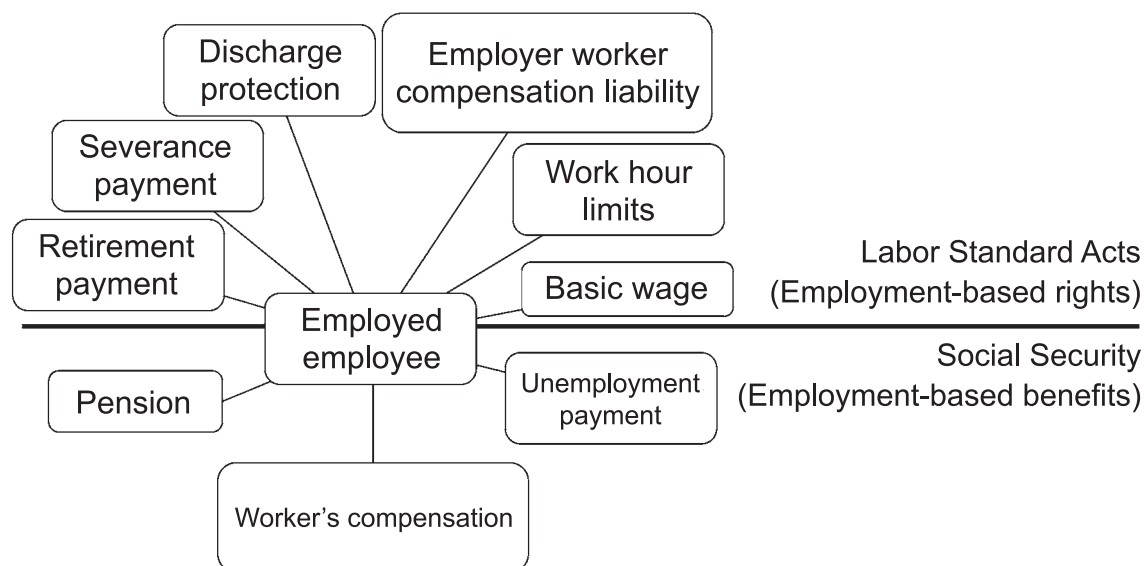 Discharge
protection
Employer worker
compensation liability
Severance
payment
Work hour
limits
Retirement
payment
Basic wage
Labor Standard Acts
(Employment-based rights)
Employed
employee
Social Security
(Employment-based benefits)
Pension
Unemployment
payment
Worker’s compensation